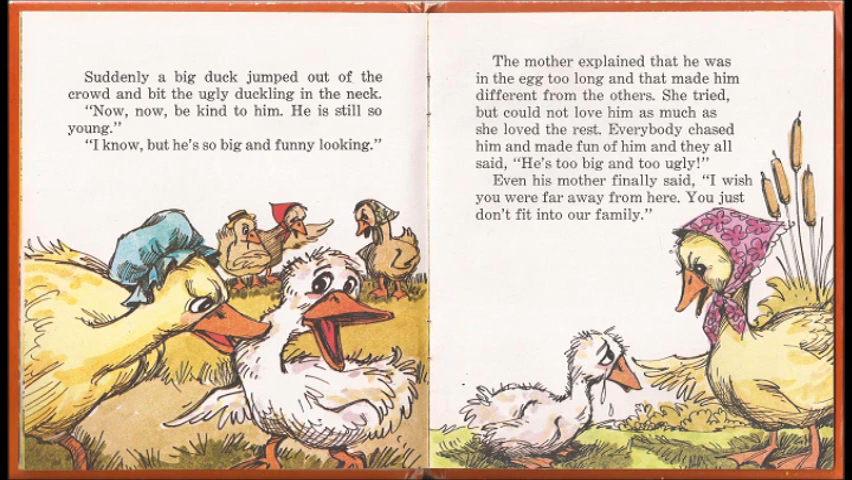 Suddenly a big duck jumped out of the
crowd and bit the ugly duckling in the neck.
"Now, now, be kind to him. He is still so
young."
"I know, but he's so big and funny looking."
The mother explained that he was
in the egg too long and that made him
different from the others. She tried,
but could not love him as much as
she loved the rest. Everybody chased
him and made fun of him and they all
said, "He's too big and too ugly!"
Even his mother finally said, "I wish
you were far away from here. You just
don't fit into our family."